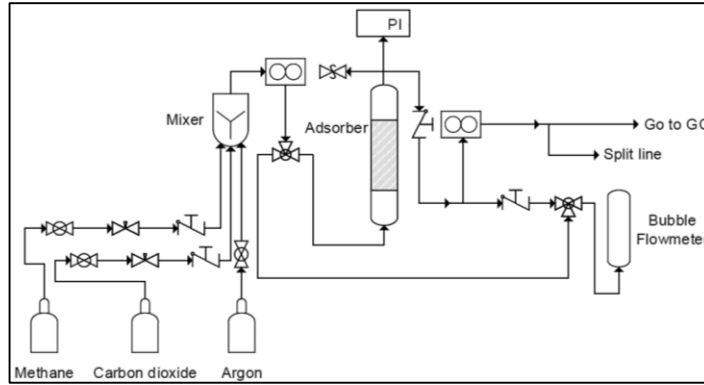 PI
Mixer
Adsorber
Go to GC
Split line
Bubble
Flowmeter
Methane
Carbon dioxide
Argon